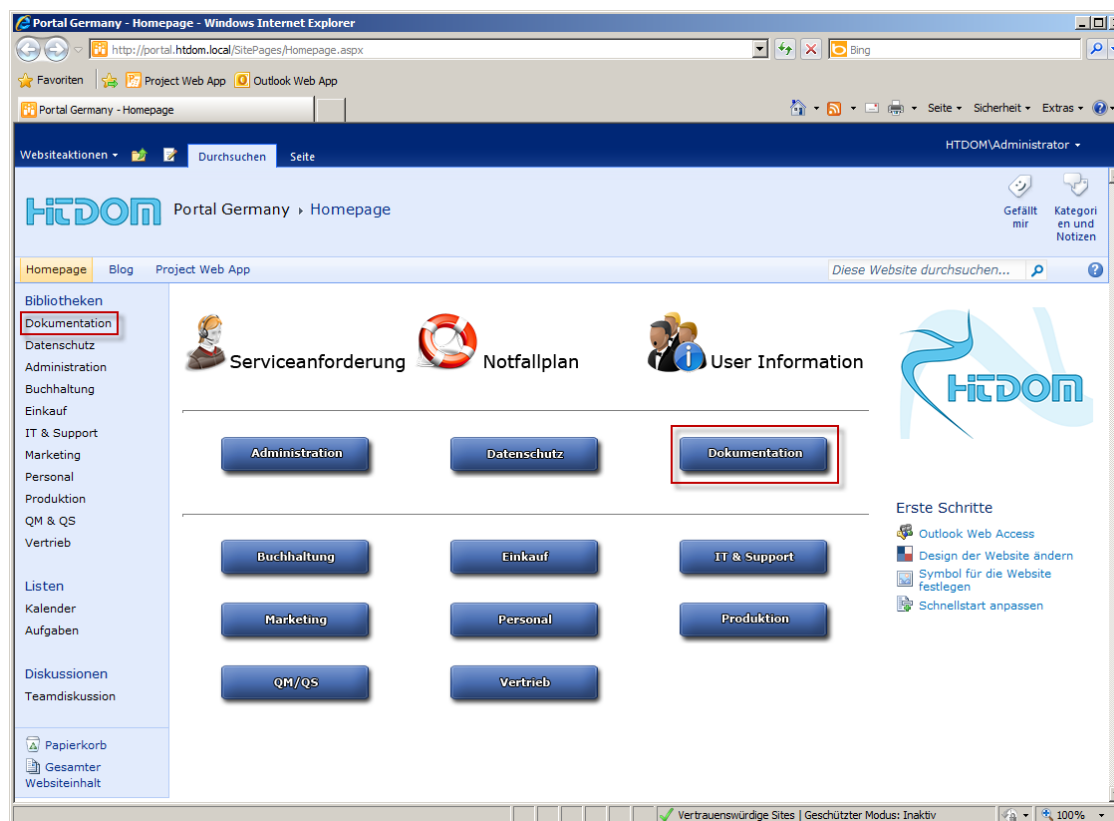 Portal Germany - Homepage - Windows Internet Explorer
http://portal.htdom.local/SitePages/Homepage.aspx
Bing
Favoriten Project Web App Outlook Web App
Portal Germany - Homepage
Seite Sicherheit Extras
Websiteaktionen Durchsuchen Seite HTDOM\Administrator
HITDOM Portal Germany Homepage
Gefällt mir
Kategori en und Notizen
Homepage Blog Project Web App Diese Website durchsuchen...
Bibliotheken
Dokumentation
Datenschutz
Administration
Buchhaltung
Einkauf
IT & Support
Marketing
Personal
Produktion
QM & QS
Vertrieb
Listen
Kalender
Aufgaben
Diskussionen
Teamdiskussion
Papierkorb
Gesamter
Websiteinhalt
Serviceanforderung Notfallplan User Information
Administration Datenschutz Dokumentation
Buchhaltung Einkauf IT & Support
Marketing Personal Produktion
QM/QS Vertrieb
HITDOM
Erste Schritte
Outlook Web Access
Design der Website ändern
Symbol für die Website
festlegen
Schnellstart anpassen
Vertrauenswürdige Sites | Geschützter Modus: Inaktiv 100%